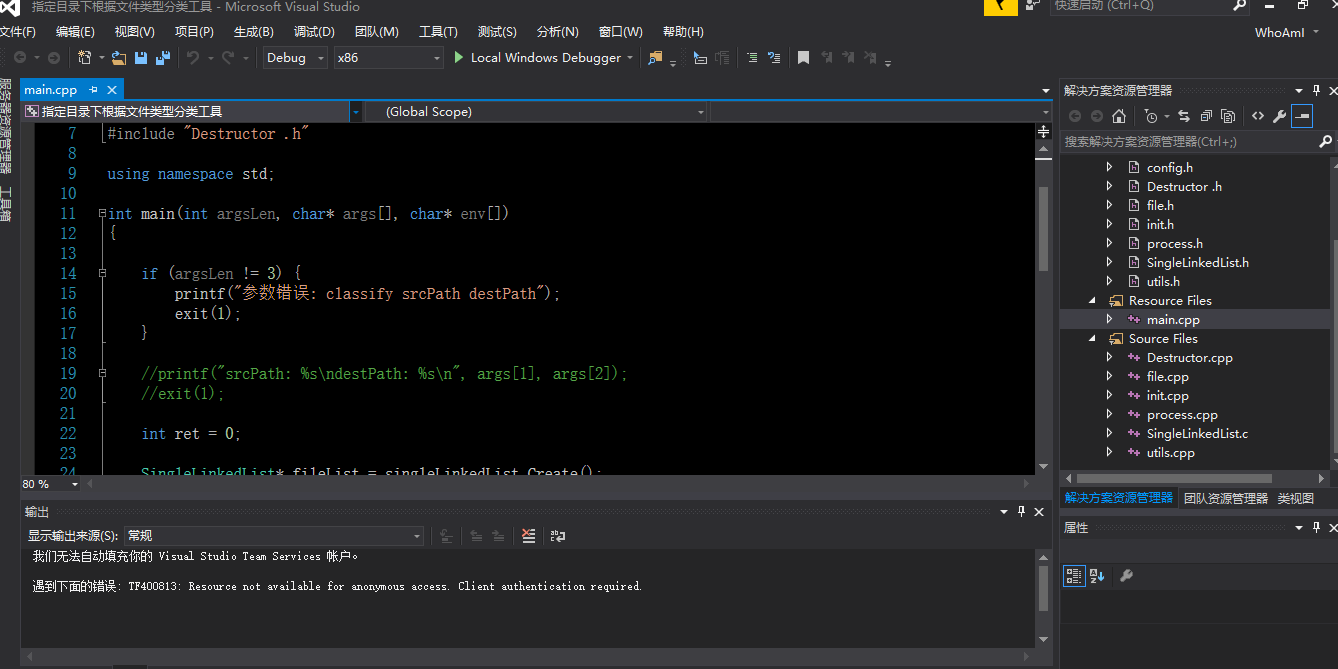 指定目录下根据文件类型分类工具 - Microsoft Visual Studio
快速启动 (Ctrl+Q)
文件(F) 编辑(E) 视图(V) 项目(P) 生成(B) 调试(D) 团队(M) 工具(T) 测试(S) 分析(N) 窗口(W) 帮助(H)
WhoAmI
Debug x86 Local Windows Debugger
服务器资源管理器
工具箱
main.cpp
指定目录下根据文件类型分类工具 (Global Scope)
7 #include "Destructor .h"
8
9 using namespace std;
10
11 int main(int argsLen, char* args[], char* env[])
12 {
13
14 if (argsLen != 3) {
15 printf("参数错误: classify srcPath destPath");
16 exit(1);
17 }
18
19 //printf("srcPath: %s\ndestPath: %s\n", args[1], args[2]);
20 //exit(1);
21
22 int ret = 0;
23
24 SingleLinkedList* fileList = singleLinkedList_Create();
80 %
输出
显示输出来源(S): 常规
我们无法自动填充你的 Visual Studio Team Services 帐户。
遇到下面的错误: TF400813: Resource not available for anonymous access. Client authentication required.
解决方案资源管理器
搜索解决方案资源管理器(Ctrl+;)
config.h
Destructor .h
file.h
init.h
process.h
SingleLinkedList.h
utils.h
Resource Files
main.cpp
Source Files
Destructor.cpp
file.cpp
init.cpp
process.cpp
SingleLinkedList.c
utils.cpp
解决方案资源管理器 团队资源管理器 类视图
属性